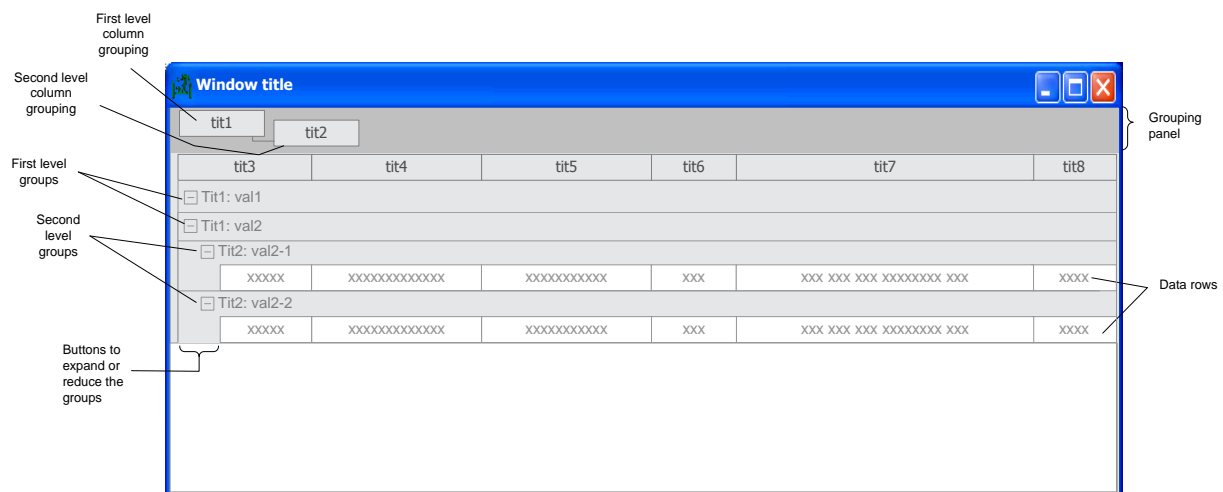 First level
column
grouping
Second level
column
grouping
Window title
tit1
tit2
Grouping
panel
tit3 tit4 tit5 tit6 tit7 tit8
First level
groups
Tit1: val1
Tit1: val2
Second
level
groups
Tit2: val2-1
xxxxx xxxxxxxxxxxxx xxxxxxxxxxx xxx xxx xxx xxx xxxxxxxx xxx xxxx
Data rows
Tit2: val2-2
xxxxx xxxxxxxxxxxxx xxxxxxxxxxx xxx xxx xxx xxx xxxxxxxx xxx xxxx
Buttons to
expand or
reduce the
groups